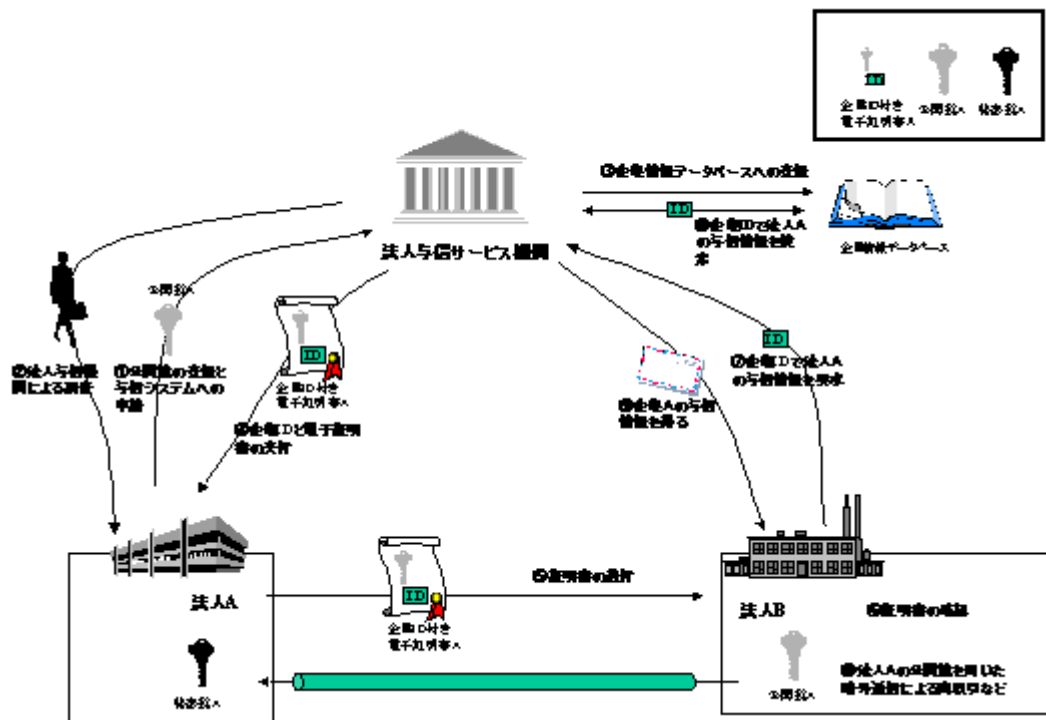 ID
企業ID付き
電子証明書A
公開鍵A
秘密鍵A
法人与信サービス機関
③企業情報データベースへの登録
ID
⑧企業IDで法人A
の与信情報を検
索
企業情報データベース
公開鍵A
②法人与信機
関による調査
①公開鍵の登録と
与信システムへの
申請
ID
企業ID付き
電子証明書A
④企業IDと電子証明
書の発行
ID
⑦企業IDで法人A
の与信情報を要求
⑨企業Aの与信
情報を得る
法人A
秘密鍵A
ID
企業ID付き
電子証明書A
⑤証明書の送付
法人B
⑥証明書の確認
公開鍵A
⑩法人Aの公開鍵を用いた
暗号通信による商取引など